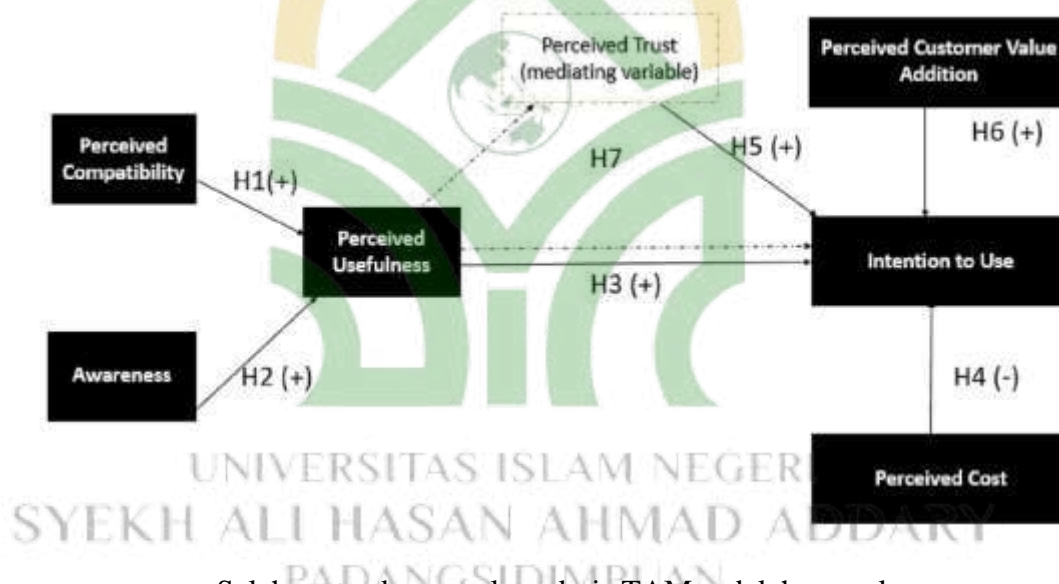 Perceived Trust
(mediating variable)
Perceived Customer Value
Addition
Perceived
Compatibility
H1(+)
H7
H5 (+)
H6 (+)
Perceived
Usefulness
Intention to Use
H3 (+)
Awareness
H2 (+)
H4 (-)
Perceived Cost
UNIVERSITAS ISLAM NEGERI
SYEKH ALI HASAN AHMAD ADDARY
PADANGSIDIMPUAN
TAM